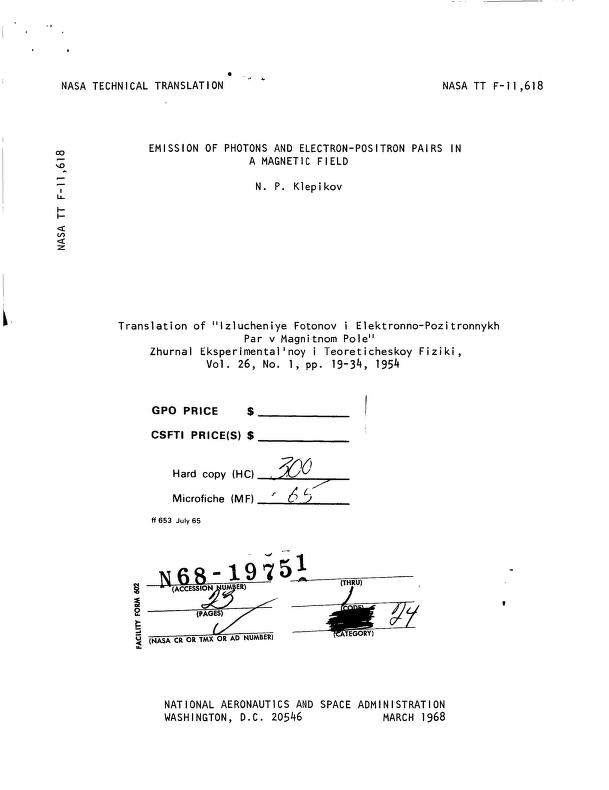 NASA TECHNICAL TRANSLATION
NASA TT F-11,618
NASA TT F-11,618
EMISSION OF PHOTONS AND ELECTRON-POSITRON PAIRS IN
A MAGNETIC FIELD
N. P. Klepikov
Translation of "Izlucheniye Fotonov i Elektronno-Pozitronnykh
Par v Magnitnom Pole"
Zhurnal Eksperimental'noy i Teoreticheskoy Fiziki,
Vol. 26, No. 1, pp. 19-34, 1954
GPO PRICE $
CSFTI PRICE(S) $
Hard copy (HC) 300
Microfiche (MF) .65
ff 653 July 65
FACILITY FORM 602
N68-19751
(ACCESSION NUMBER)
(THRU)
23
1
(PAGES)
(CODE)
24
(NASA CR OR TMX OR AD NUMBER)
(CATEGORY)
NATIONAL AERONAUTICS AND SPACE ADMINISTRATION
WASHINGTON, D.C. 20546 MARCH 1968